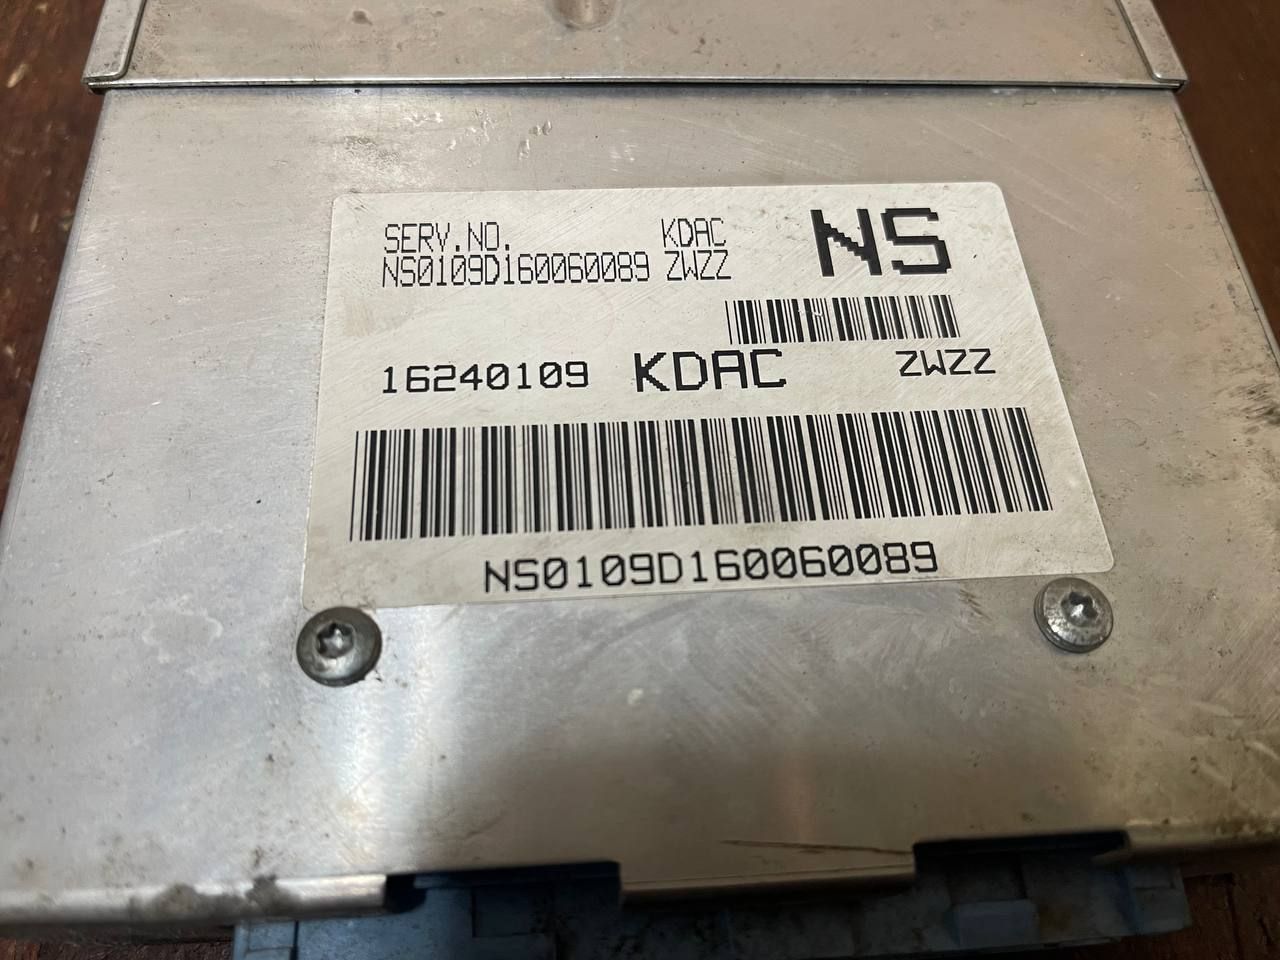 SERV.NO. KDAC NS
NS0109D160060089 ZWZZ
16240109 KDAC ZWZZ
NS0109D160060089